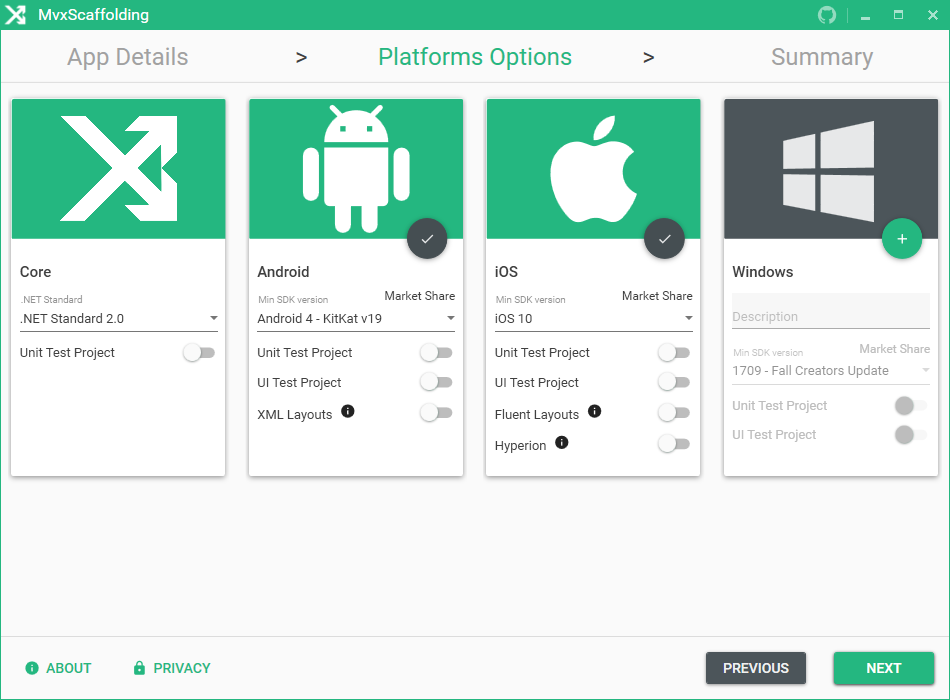 MvxScaffolding
App Details > Platforms Options > Summary
Core
.NET Standard
.NET Standard 2.0
Unit Test Project
Android
Min SDK version Market Share
Android 4 - KitKat v19
Unit Test Project
UI Test Project
XML Layouts
iOS
Min SDK version Market Share
iOS 10
Unit Test Project
UI Test Project
Fluent Layouts
Hyperion
Windows
Description
Min SDK version Market Share
1709 - Fall Creators Update
Unit Test Project
UI Test Project
ABOUT PRIVACY PREVIOUS NEXT